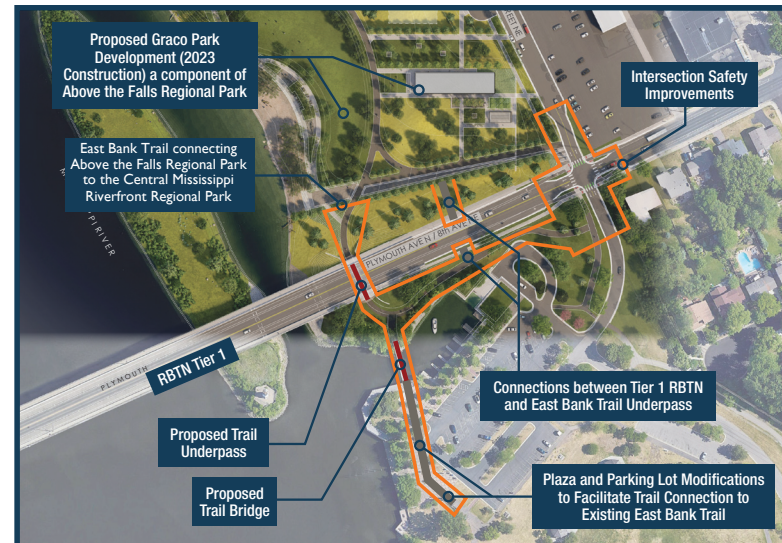 Proposed Graco Park
Development (2023
Construction) a component of
Above the Falls Regional Park
Intersection Safety
Improvements
East Bank Trail connecting
Above the Falls Regional Park
to the Central Mississippi
Riverfront Regional Park
PLYMOUTH AVE N / 8th AVE NE
RIVER
PLYMOUTH
RBTN Tier 1
Connections between Tier 1 RBTN
and East Bank Trail Underpass
Proposed Trail
Underpass
Proposed
Trail Bridge
Plaza and Parking Lot Modifications
to Facilitate Trail Connection to
Existing East Bank Trail